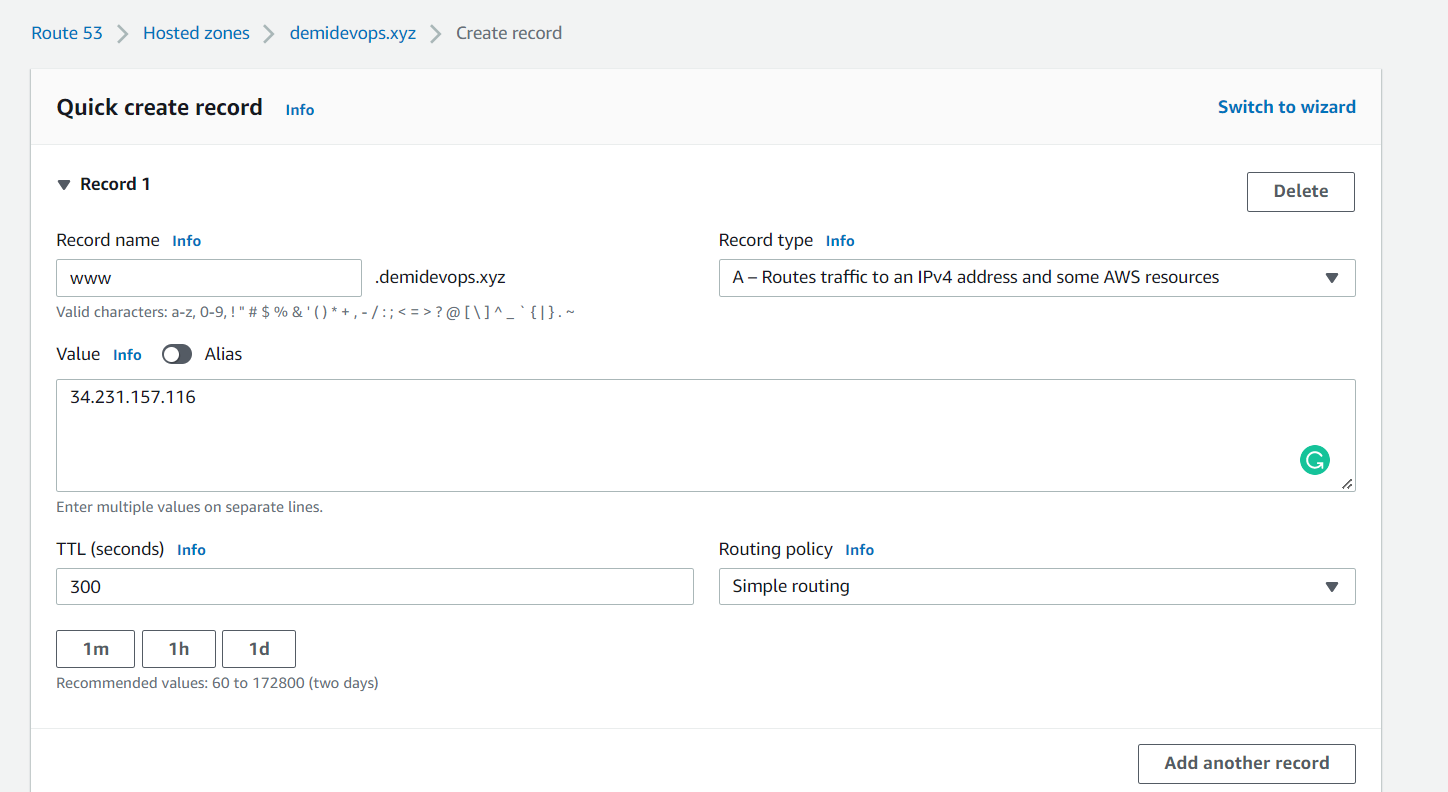 Route 53 > Hosted zones > demidevops.xyz > Create record
Quick create record Info Switch to wizard
Record 1 Delete
Record name Info Record type Info
www .demidevops.xyz A – Routes traffic to an IPv4 address and some AWS resources
Valid characters: a-z, 0-9, ! " # $ % & ' ( ) * + , - / : ; < = > ? @ [ \ ] ^ _ ` { | } . ~
Value Info Alias
34.231.157.116
Enter multiple values on separate lines.
TTL (seconds) Info Routing policy Info
300 Simple routing
1m 1h 1d
Recommended values: 60 to 172800 (two days)
Add another record